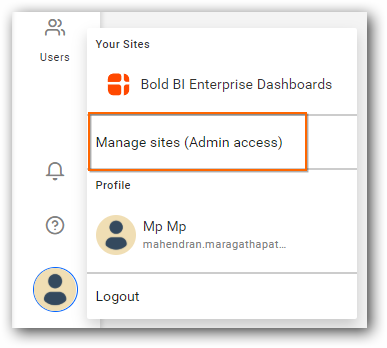 Users
Your Sites
Bold BI Enterprise Dashboards
Manage sites (Admin access)
Profile
Mp Mp
mahendran.maragathapat...
Logout